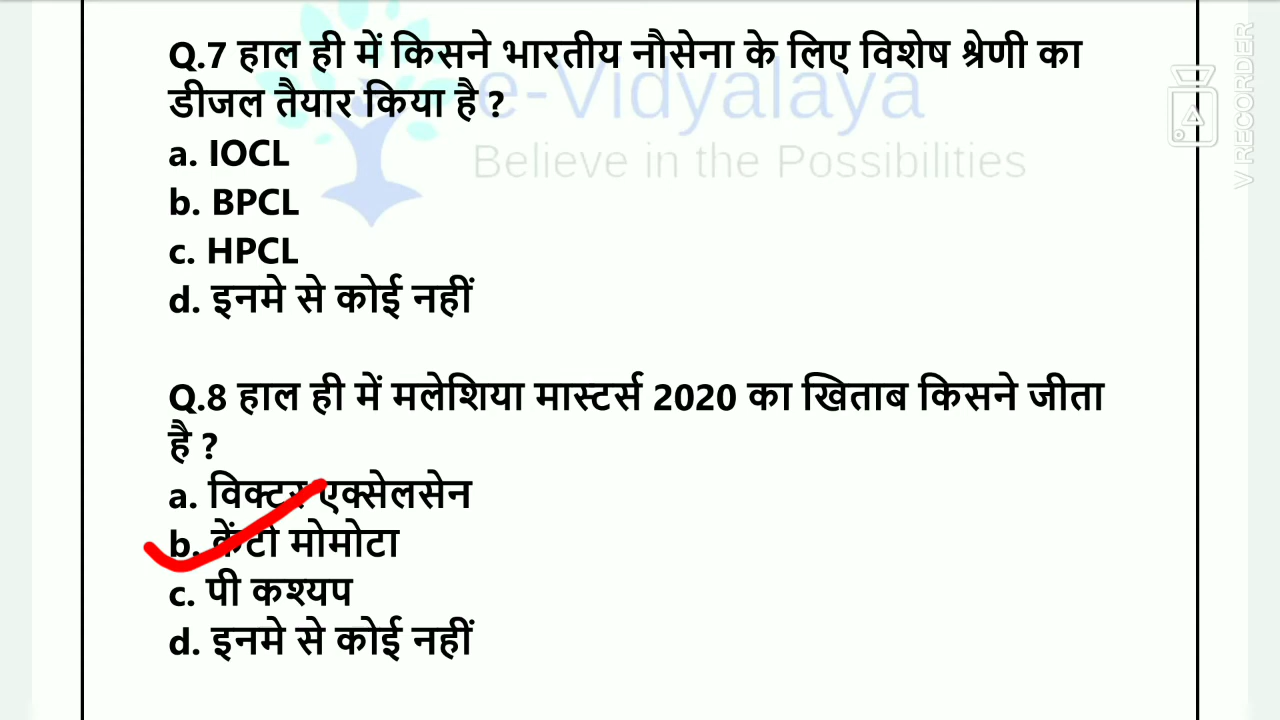 Q.7 हाल ही में किसने भारतीय नौसेना के लिए विशेष श्रेणी का
डीजल तैयार किया है ?
e-Vidyalaya
Believe in the Possibilities
a. IOCL
b. BPCL
c. HPCL
d. इनमे से कोई नहीं
Q.8 हाल ही में मलेशिया मास्टर्स 2020 का खिताब किसने जीता
है ?
a. विक्टर एक्सेलसेन
b. केंटो मोमोटा
c. पी कश्यप
d. इनमे से कोई नहीं
V RECORDER